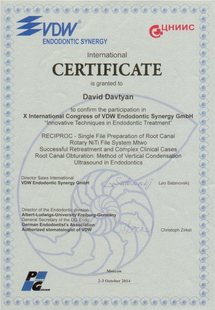 VDW
ENDODONTIC SYNERGY
ЦНИИС
International
CERTIFICATE
is granted to
David Davtyan
to confirm the participation in
X International Congress of VDW Endodontic Synergy GmbH
"Innovative Techniques in Endodontic Treatment"
RECIPROC - Single File Preparation of Root Canal
Rotary NiTi File System Mtwo
Successful Retreatment and Complex Clinical Cases
Root Canal Obturation: Method of Vertical Condensation
Ultrasound in Endodontics
Director Sales International
VDW Endodontic Synergy GmbH
Director of the Endodontic division
Albert-Ludwigs-University Freiburg-Germany
General Secretary of the DG Endo
German Endodontist's Association
Authorized stomatologist of VDW
Christoph Zirkel
Moscow
2-3 October 2014